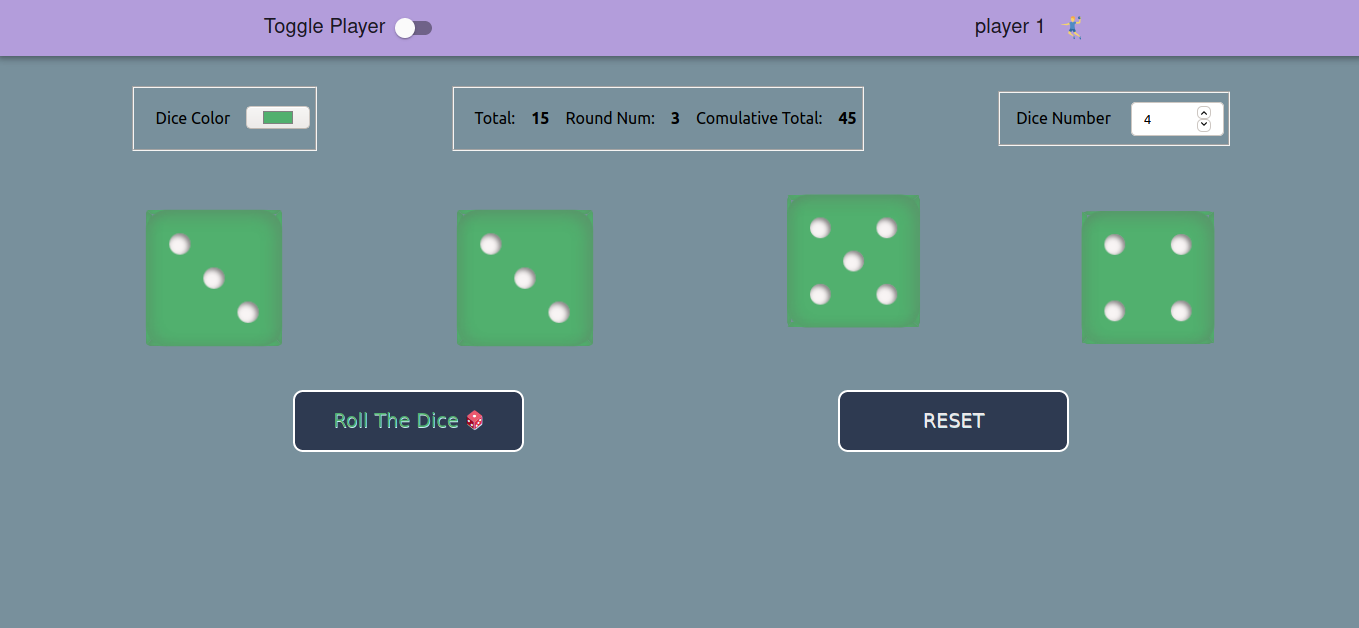 Toggle Player player 1
Dice Color Total: 15 Round Num: 3 Comulative Total: 45 Dice Number 4
Roll The Dice RESET